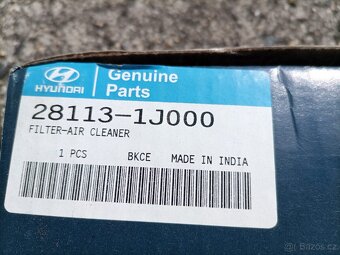 HYUNDAI
Genuine
Parts
28113-1J000
FILTER-AIR CLEANER
1 PCS BKCE MADE IN INDIA
Bazos.cz